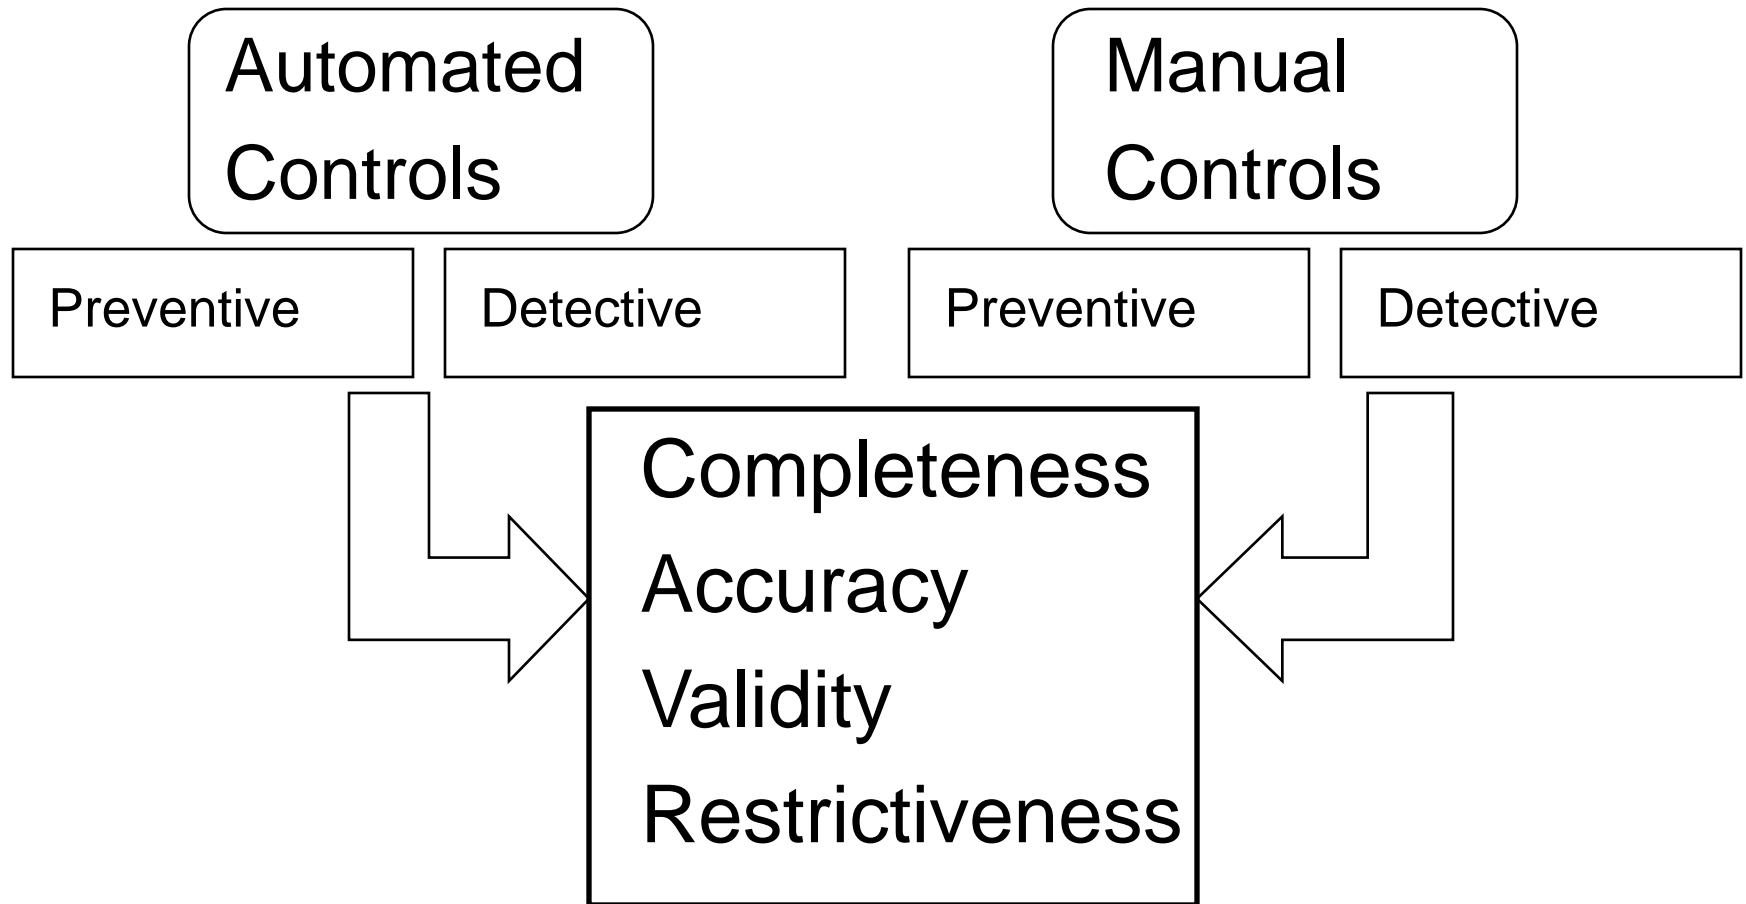 Automated
Controls
Manual
Controls
Preventive
Detective
Preventive
Detective
Completeness
Accuracy
Validity
Restrictiveness